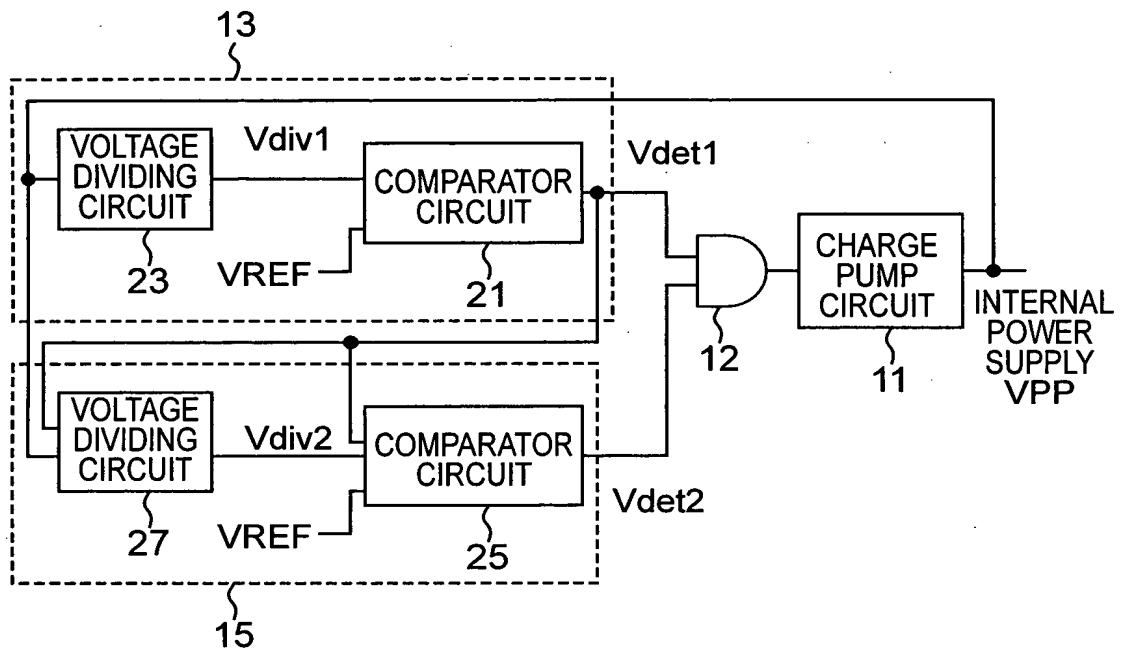 13
VOLTAGE
DIVIDING
CIRCUIT
23
Vdiv1
VREF
COMPARATOR
CIRCUIT
21
Vdet1
12
CHARGE
PUMP
CIRCUIT
11
INTERNAL
POWER
SUPPLY
VPP
VOLTAGE
DIVIDING
CIRCUIT
27
Vdiv2
VREF
COMPARATOR
CIRCUIT
25
Vdet2
15